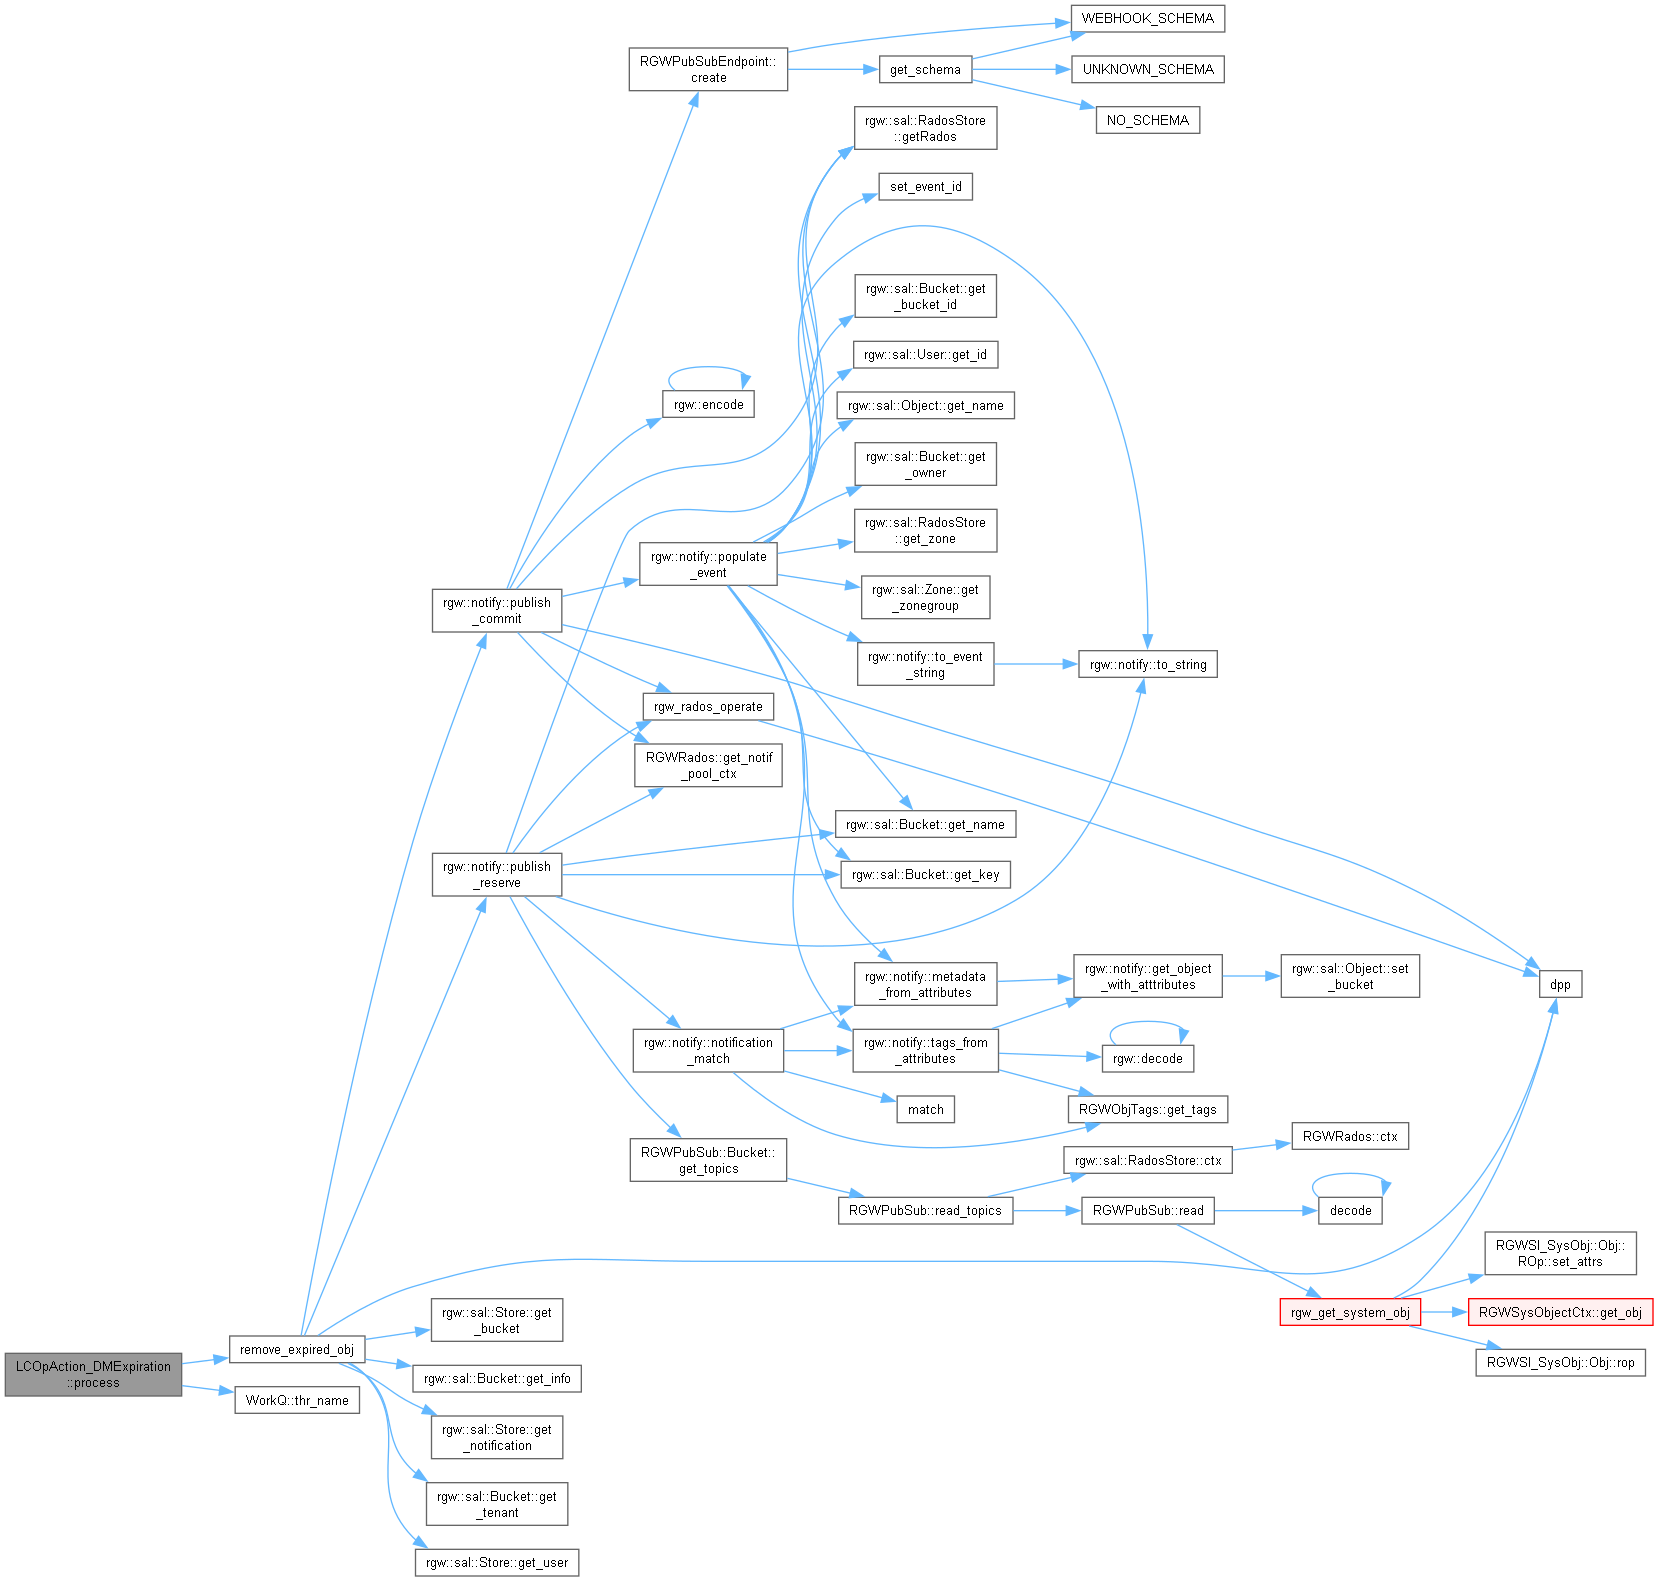 WEBHOOK_SCHEMA
RGWPubSubEndpoint::
create
get_schema
UNKNOWN_SCHEMA
NO_SCHEMA
rgw::sal::RadosStore
::getRados
set_event_id
rgw::sal::Bucket::get
_bucket_id
rgw::sal::User::get_id
rgw::encode
rgw::sal::Object::get_name
rgw::sal::Bucket::get
_owner
rgw::sal::RadosStore
::get_zone
rgw::notify::populate
_event
rgw::sal::Zone::get
_zonegroup
rgw::notify::publish
_commit
rgw::notify::to_event
_string
rgw::notify::to_string
rgw_rados_operate
RGWRados::get_notif
_pool_ctx
rgw::sal::Bucket::get_name
rgw::notify::publish
_reserve
rgw::sal::Bucket::get_key
rgw::notify::metadata
_from_attributes
rgw::notify::get_object
_with_atttributes
rgw::sal::Object::set
_bucket
dpp
rgw::notify::notification
_match
rgw::notify::tags_from
_attributes
rgw::decode
match
RGWObjTags::get_tags
RGWPubSub::Bucket::
get_topics
rgw::sal::RadosStore::ctx
RGWRados::ctx
RGWPubSub::read_topics
RGWPubSub::read
decode
RGWSI_SysObj::Obj::
ROp::set_attrs
rgw_get_system_obj
RGWSysObjectCtx::get_obj
RGWSI_SysObj::Obj::rop
rgw::sal::Store::get
_bucket
remove_expired_obj
LCOpAction_DMExpiration
::process
rgw::sal::Bucket::get_info
WorkQ::thr_name
rgw::sal::Store::get
_notification
rgw::sal::Bucket::get
_tenant
rgw::sal::Store::get_user